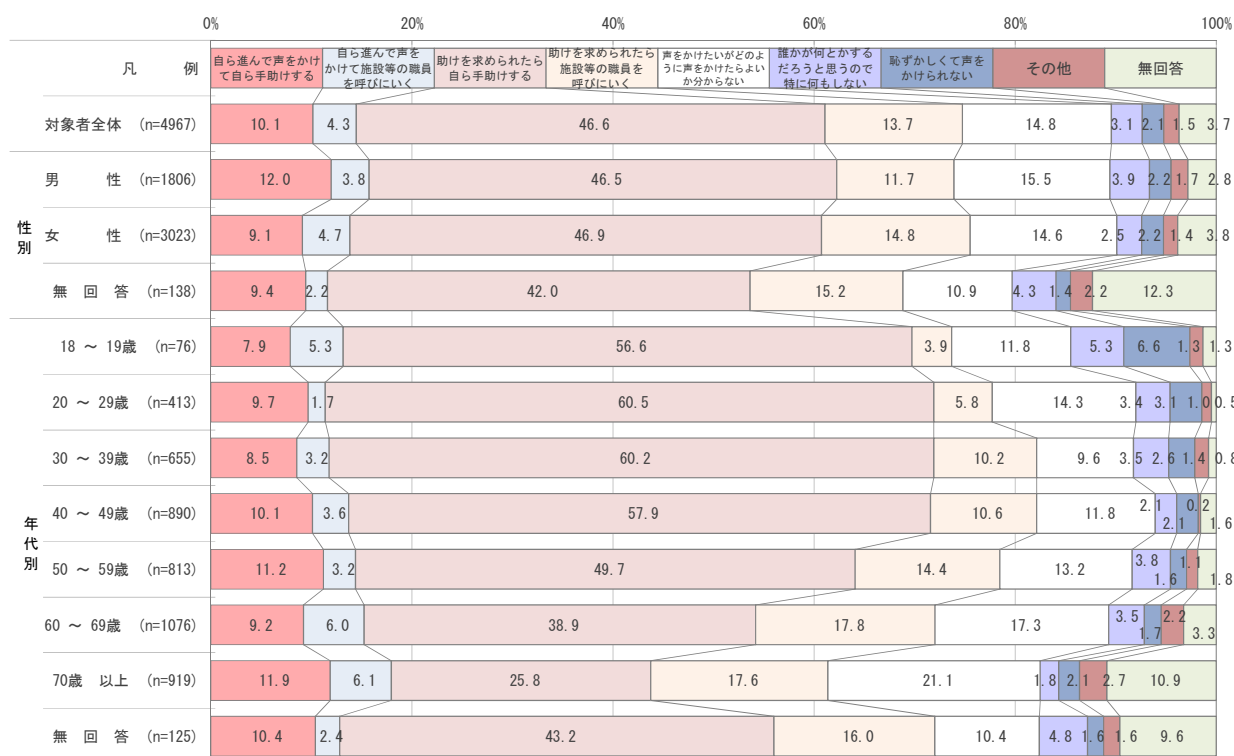 0% 20% 40% 60% 80% 100%
凡 例
自ら進んで声をかけ
て自ら手助けする
自ら進んで声を
かけて施設等の職員
を呼びにいく
助けを求められたら
自ら手助けする
助けを求められたら
施設等の職員を
呼びにいく
声をかけたいがどのよ
うに声をかけたらよい
か分からない
誰かが何とかする
だろうと思うので
特に何もしない
恥ずかしくて声を
かけられない
その他
無回答
対象者全体 (n=4967) 10.1 4.3 46.6 13.7 14.8 3.1 2.1 1.5 3.7
性別
男 性 (n=1806) 12.0 3.8 46.5 11.7 15.5 3.9 2.2 1.7 2.8
女 性 (n=3023) 9.1 4.7 46.9 14.8 14.6 2.5 2.2 1.4 3.8
無 回 答 (n=138) 9.4 2.2 42.0 15.2 10.9 4.3 1.4 2.2 12.3
年代別
18 ～ 19歳 (n=76) 7.9 5.3 56.6 3.9 11.8 5.3 6.6 1.3 1.3
20 ～ 29歳 (n=413) 9.7 1.7 60.5 5.8 14.3 3.4 3.1 1.0 0.5
30 ～ 39歳 (n=655) 8.5 3.2 60.2 10.2 9.6 3.5 2.6 1.4 0.8
40 ～ 49歳 (n=890) 10.1 3.6 57.9 10.6 11.8 2.1 2.1 0.2 1.6
50 ～ 59歳 (n=813) 11.2 3.2 49.7 14.4 13.2 3.8 1.6 1.1 1.8
60 ～ 69歳 (n=1076) 9.2 6.0 38.9 17.8 17.3 3.5 1.7 2.2 3.3
70歳 以上 (n=919) 11.9 6.1 25.8 17.6 21.1 1.8 2.1 2.7 10.9
無 回 答 (n=125) 10.4 2.4 43.2 16.0 10.4 4.8 1.6 1.6 9.6